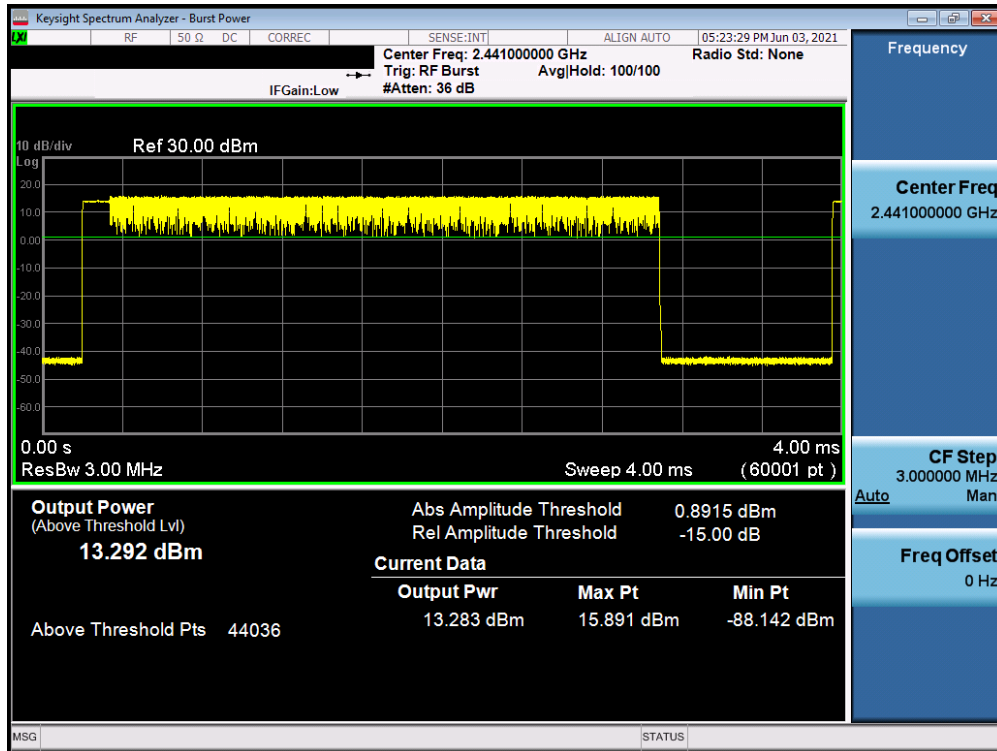 Keysight Spectrum Analyzer - Burst Power
LXI RF 50 Ω DC CORREC SENSE:INT ALIGN AUTO 05:23:29 PM Jun 03, 2021
Center Freq: 2.441000000 GHz Radio Std: None
Trig: RF Burst Avg|Hold: 100/100
IFGain:Low #Atten: 36 dB
Frequency
10 dB/div Ref 30.00 dBm
Log
20.0
10.0
0.00
-10.0
-20.0
-30.0
-40.0
-50.0
-60.0
0.00 s 4.00 ms
ResBw 3.00 MHz Sweep 4.00 ms (60001 pt)
Center Freq
2.441000000 GHz
CF Step
3.000000 MHz
Auto Man
Freq Offset
0 Hz
Output Power
(Above Threshold Lvl)
13.292 dBm
Above Threshold Pts 44036
Abs Amplitude Threshold 0.8915 dBm
Rel Amplitude Threshold -15.00 dB
Current Data
Output Pwr Max Pt Min Pt
13.283 dBm 15.891 dBm -88.142 dBm
MSG STATUS